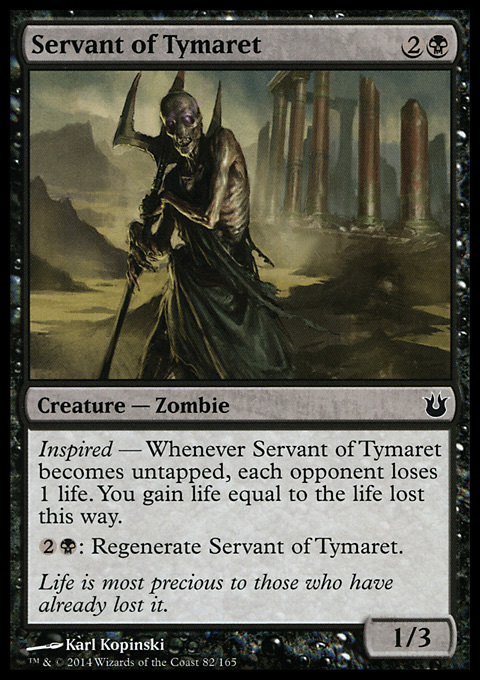 Servant of Tymaret 2
Creature — Zombie
Inspired — Whenever Servant of Tymaret
becomes untapped, each opponent loses
1 life. You gain life equal to the life lost
this way.
2 : Regenerate Servant of Tymaret.
Life is most precious to those who have
already lost it.
Karl Kopinski
1/3
™ & © 2014 Wizards of the Coast 82/165